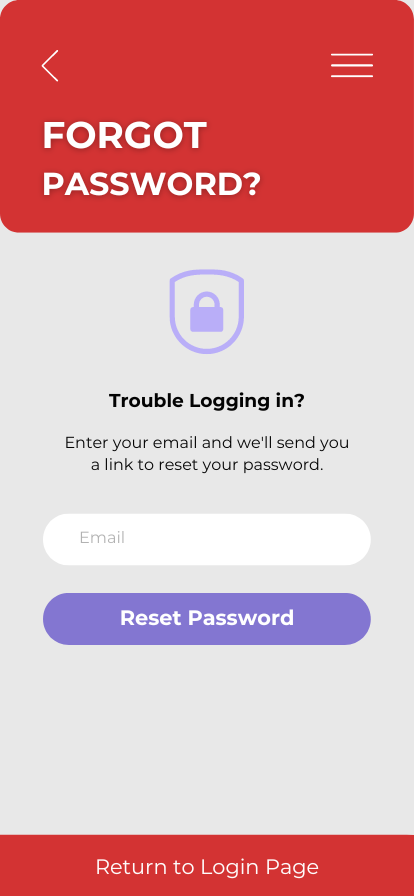 FORGOT
PASSWORD?
Trouble Logging in?
Enter your email and we'll send you
a link to reset your password.
Email
Reset Password
Return to Login Page